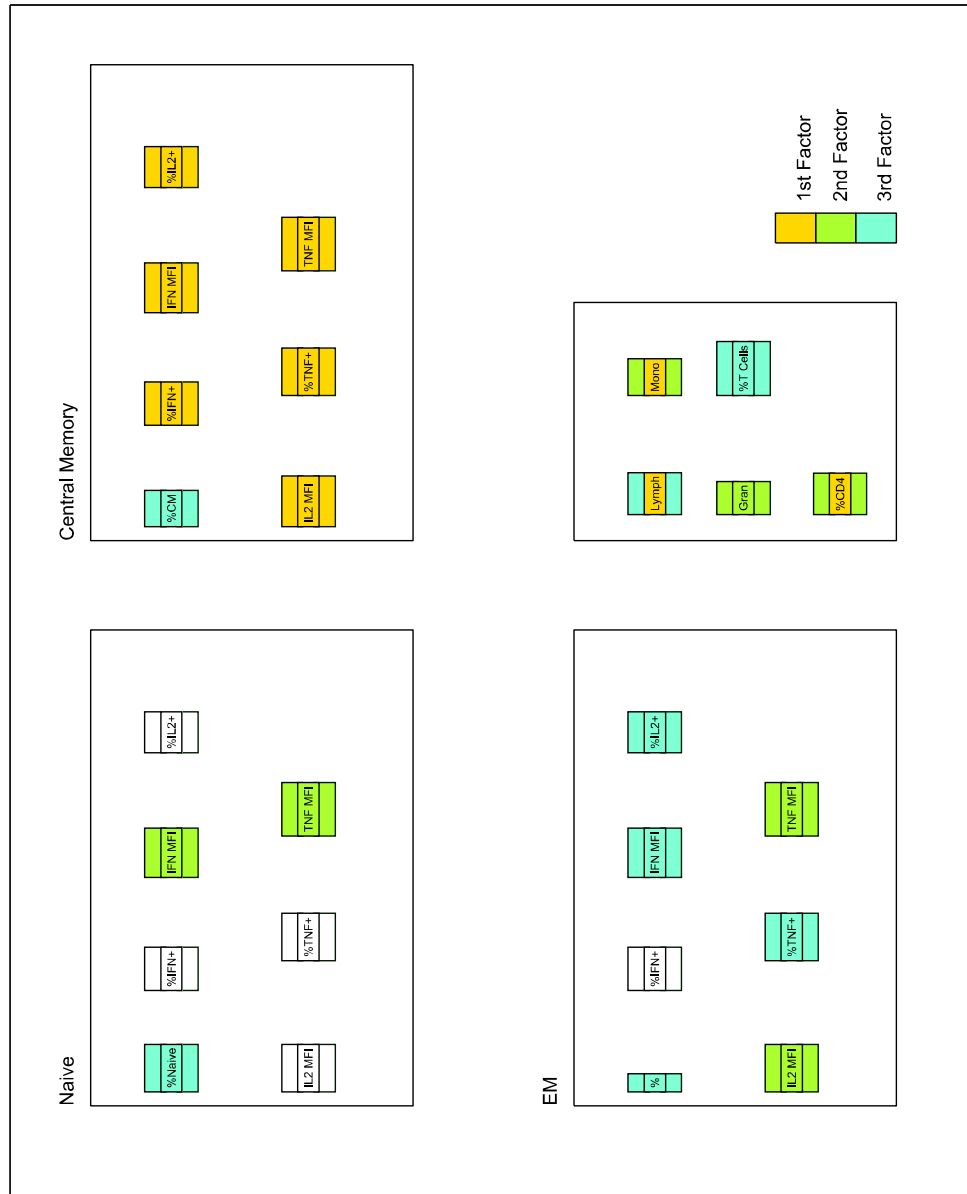 Naive
%Naive
%IFN+
IFN MFI
%IL2+
IL2 MFI
%TNF+
TNF MFI
Central Memory
%CM
%IFN+
IFN MFI
%IL2+
IL2 MFI
%TNF+
TNF MFI
EM
%
%IFN+
IFN MFI
%IL2+
IL2 MFI
%TNF+
TNF MFI
Lymph
Mono
Gran
%T Cells
%CD4
1st Factor
2nd Factor
3rd Factor